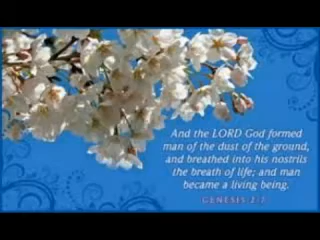 And the LORD God formed
man of the dust of the ground,
and breathed into his nostrils
the breath of life; and man
became a living being.
GENESIS 2:7